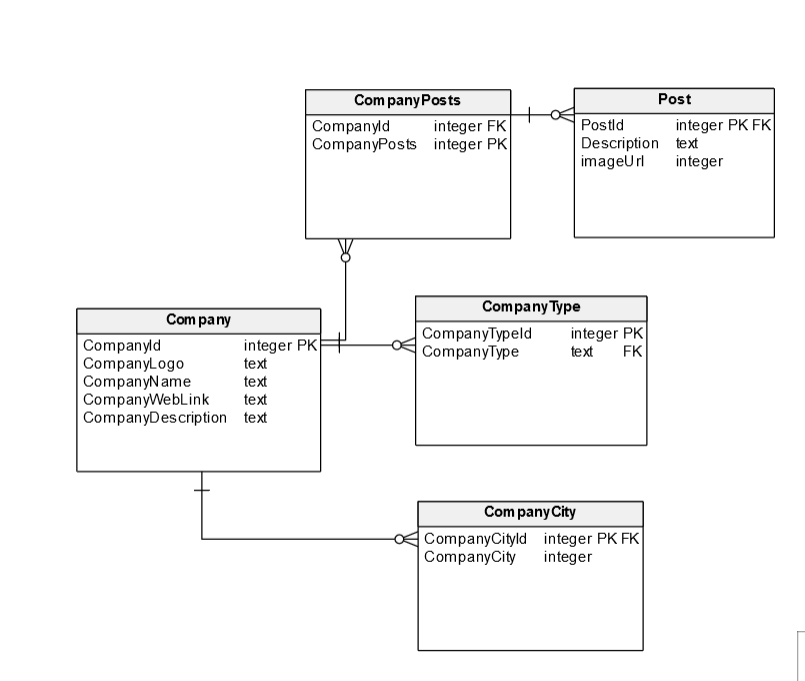 CompanyPosts
CompanyId integer FK
CompanyPosts integer PK
Post
PostId integer PK FK
Description text
imageUrl integer
Company
CompanyId integer PK
CompanyLogo text
CompanyName text
CompanyWebLink text
CompanyDescription text
CompanyType
CompanyTypeId integer PK
CompanyType text FK
CompanyCity
CompanyCityId integer PK FK
CompanyCity integer